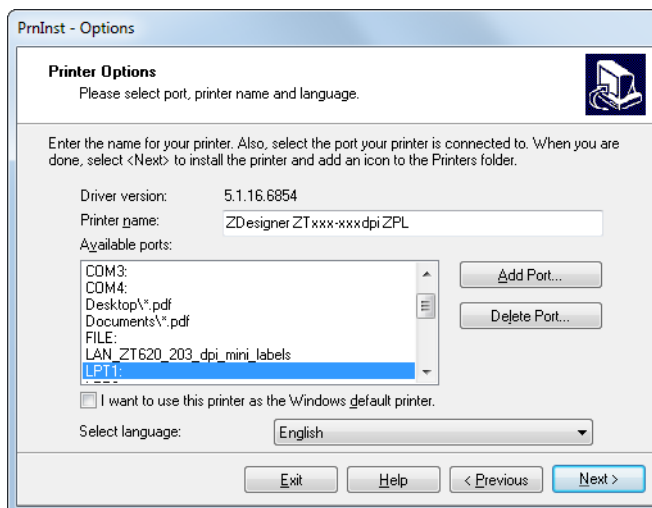 PrnInst - Options
Printer Options
Please select port, printer name and language.
Enter the name for your printer. Also, select the port your printer is connected to. When you are
done, select <Next> to install the printer and add an icon to the Printers folder.
Driver version: 5.1.16.6854
Printer name: ZDesigner ZTxxx-xxxdpi ZPL
Available ports:
COM3:
COM4:
Desktop\*.pdf
Documents\*.pdf
FILE:
LAN_ZT620_203_dpi_mini_labels
LPT1:
Add Port...
Delete Port...
I want to use this printer as the Windows default printer.
Select language: English
Exit Help < Previous Next >